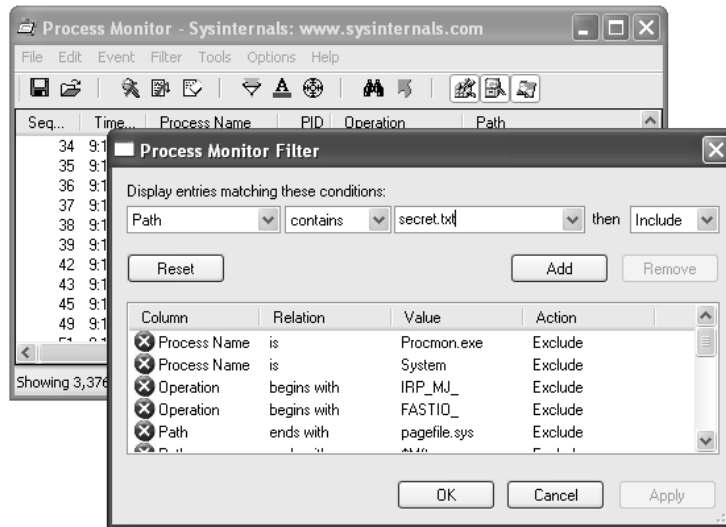 Process Monitor - Sysinternals: www.sysinternals.com
File Edit Event Filter Tools Options Help
Seq... Time... Process Name PID Operation Path
34 9:1
35 9:1
36 9:1
37 9:1
38 9:1
39 9:1
42 9:1
43 9:1
45 9:1
49 9:1
Showing 3,376
Process Monitor Filter
Display entries matching these conditions:
Path contains secret.txt then Include
Reset Add Remove
Column Relation Value Action
Process Name is Procmon.exe Exclude
Process Name is System Exclude
Operation begins with IRP_MJ_ Exclude
Operation begins with FASTIO_ Exclude
Path ends with pagefile.sys Exclude
OK Cancel Apply